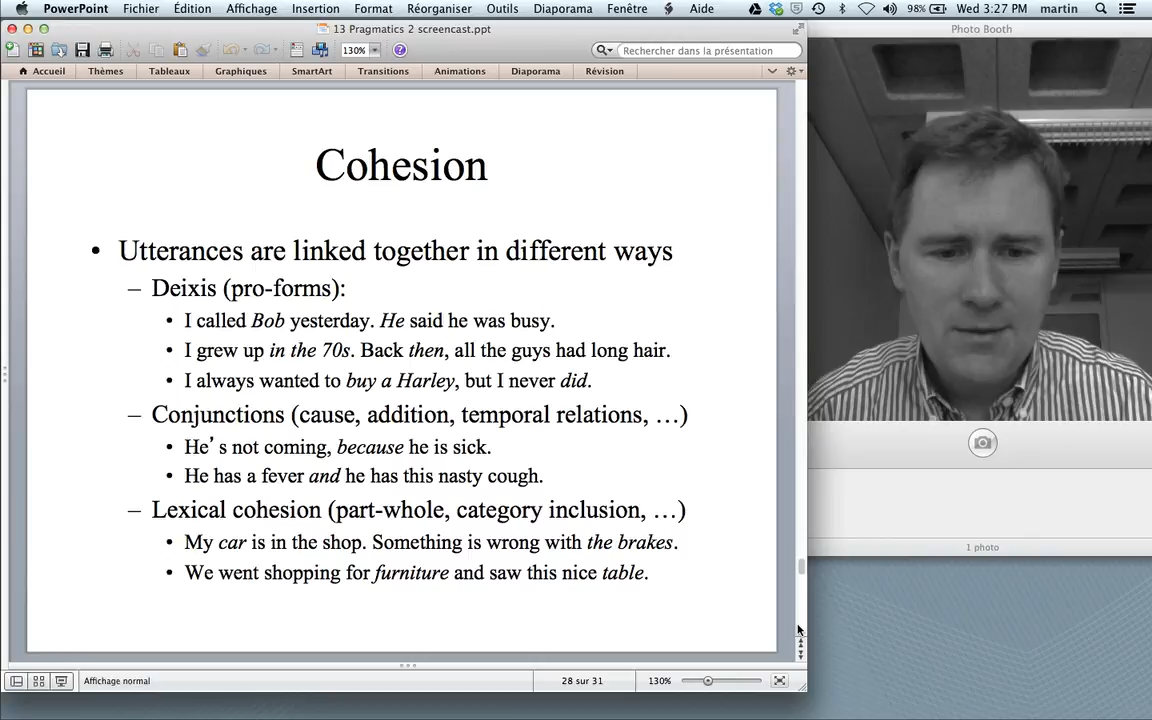 PowerPoint Fichier Édition Affichage Insertion Format Réorganiser Outils Diaporama Fenêtre Aide 98% Wed 3:27 PM martin
13 Pragmatics 2 screencast.ppt
Photo Booth
130%
Rechercher dans la présentation
Accueil Thèmes Tableaux Graphiques SmartArt Transitions Animations Diaporama Révision
Cohesion
• Utterances are linked together in different ways
– Deixis (pro-forms):
• I called Bob yesterday. He said he was busy.
• I grew up in the 70s. Back then, all the guys had long hair.
• I always wanted to buy a Harley, but I never did.
– Conjunctions (cause, addition, temporal relations, …)
• He’s not coming, because he is sick.
• He has a fever and he has this nasty cough.
– Lexical cohesion (part-whole, category inclusion, …)
• My car is in the shop. Something is wrong with the brakes.
• We went shopping for furniture and saw this nice table.
1 photo
Affichage normal
28 sur 31
130%